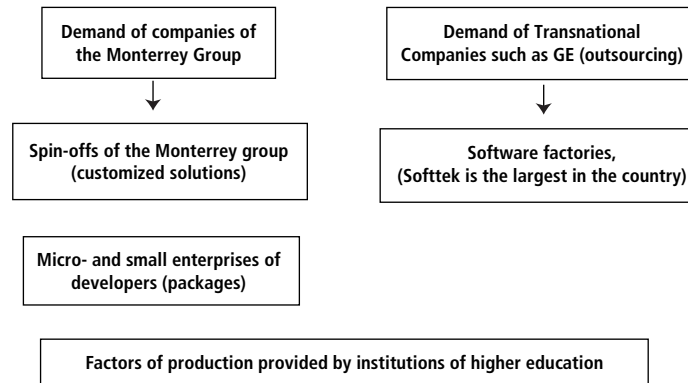 Demand of companies of
the Monterrey Group
Demand of Transnational
Companies such as GE (outsourcing)
Spin-offs of the Monterrey group
(customized solutions)
Software factories,
(Softtek is the largest in the country)
Micro- and small enterprises of
developers (packages)
Factors of production provided by institutions of higher education